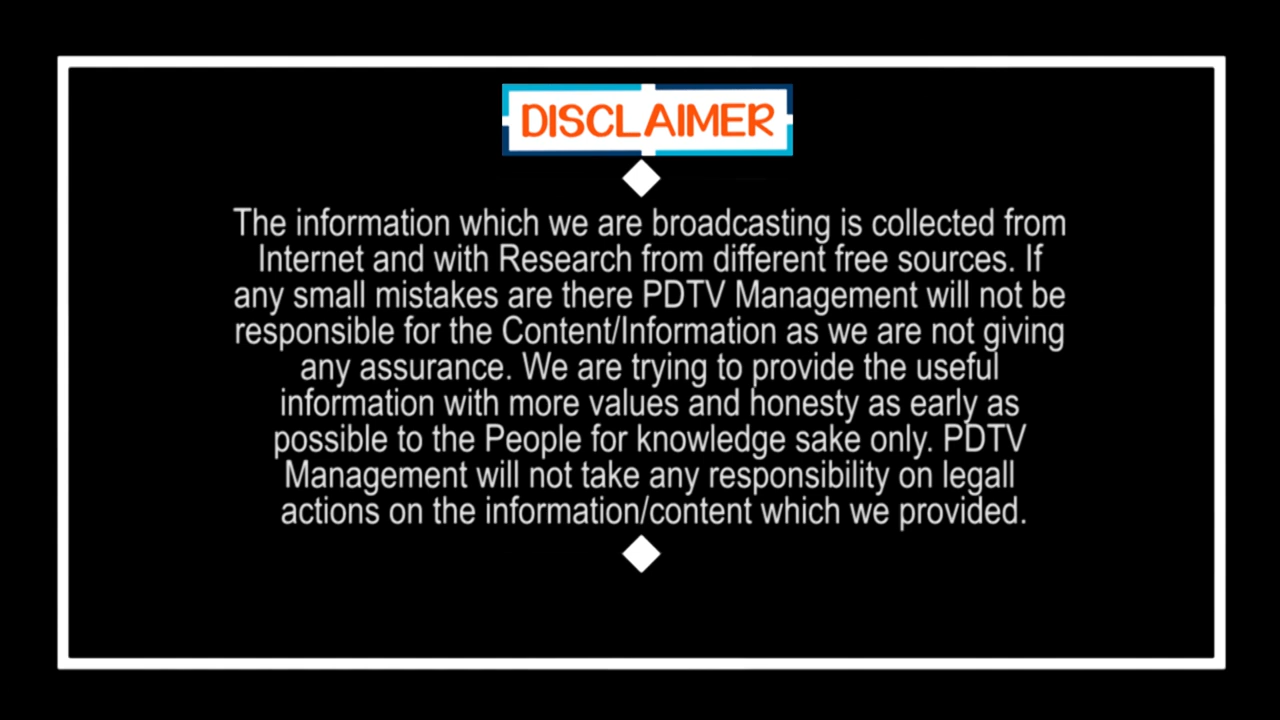 DISCLAIMER
The information which we are broadcasting is collected from
Internet and with Research from different free sources. If
any small mistakes are there PDTV Management will not be
responsible for the Content/Information as we are not giving
any assurance. We are trying to provide the useful
information with more values and honesty as early as
possible to the People for knowledge sake only. PDTV
Management will not take any responsibility on legall
actions on the information/content which we provided.